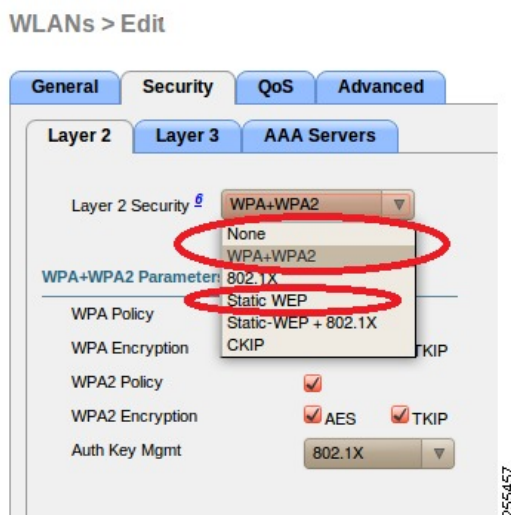 WLANs > Edit
General Security QoS Advanced
Layer 2 Layer 3 AAA Servers
Layer 2 Security 6 WPA+WPA2
None
WPA+WPA2
WPA+WPA2 Parameters 802.1X
Static WEP
WPA Policy
Static-WEP + 802.1X
WPA Encryption CKIP TKIP
WPA2 Policy
WPA2 Encryption AES TKIP
Auth Key Mgmt 802.1X
255457